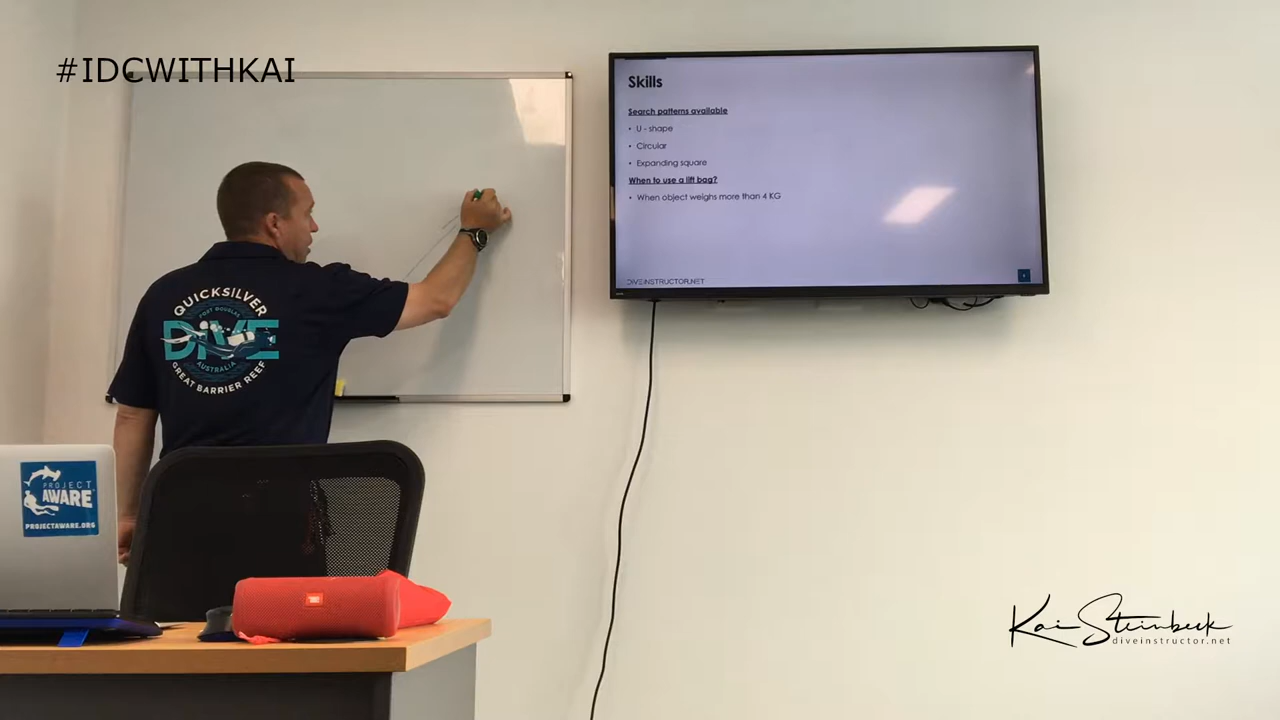 #IDCWITHKAI
Skills
Search patterns available
• U - shape
• Circular
• Expanding square
When to use a lift bag?
• When object weighs more than 4 KG
DIVEINSTRUCTOR.NET
QUICKSILVER
PORT DOUGLAS
DIVE
AUSTRALIA
GREAT BARRIER REEF
PROJECT
AWARE
PROJECTAWARE.ORG
JBL
Kai Steinbeck
diveinstructor.net